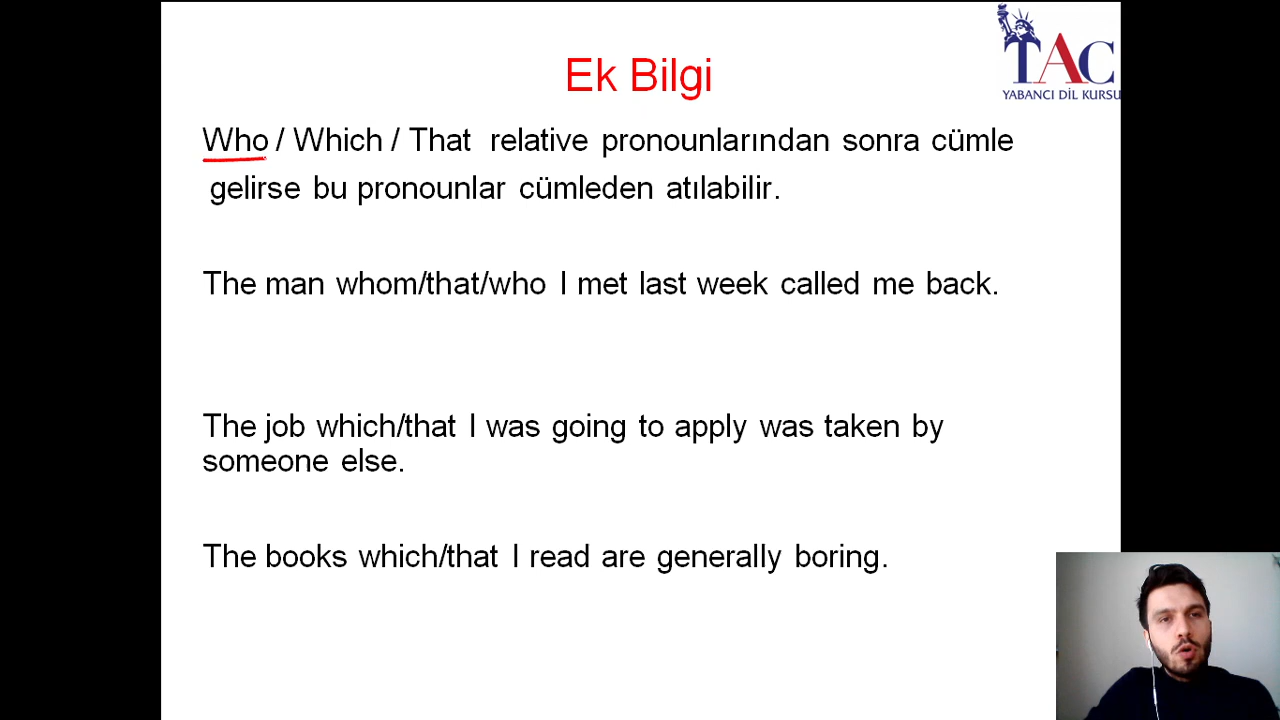 TAC
YABANCI DİL KURSU
Ek Bilgi
Who / Which / That relative pronounlarından sonra cümle
gelirse bu pronounlar cümleden atılabilir.
The man whom/that/who I met last week called me back.
The job which/that I was going to apply was taken by
someone else.
The books which/that I read are generally boring.